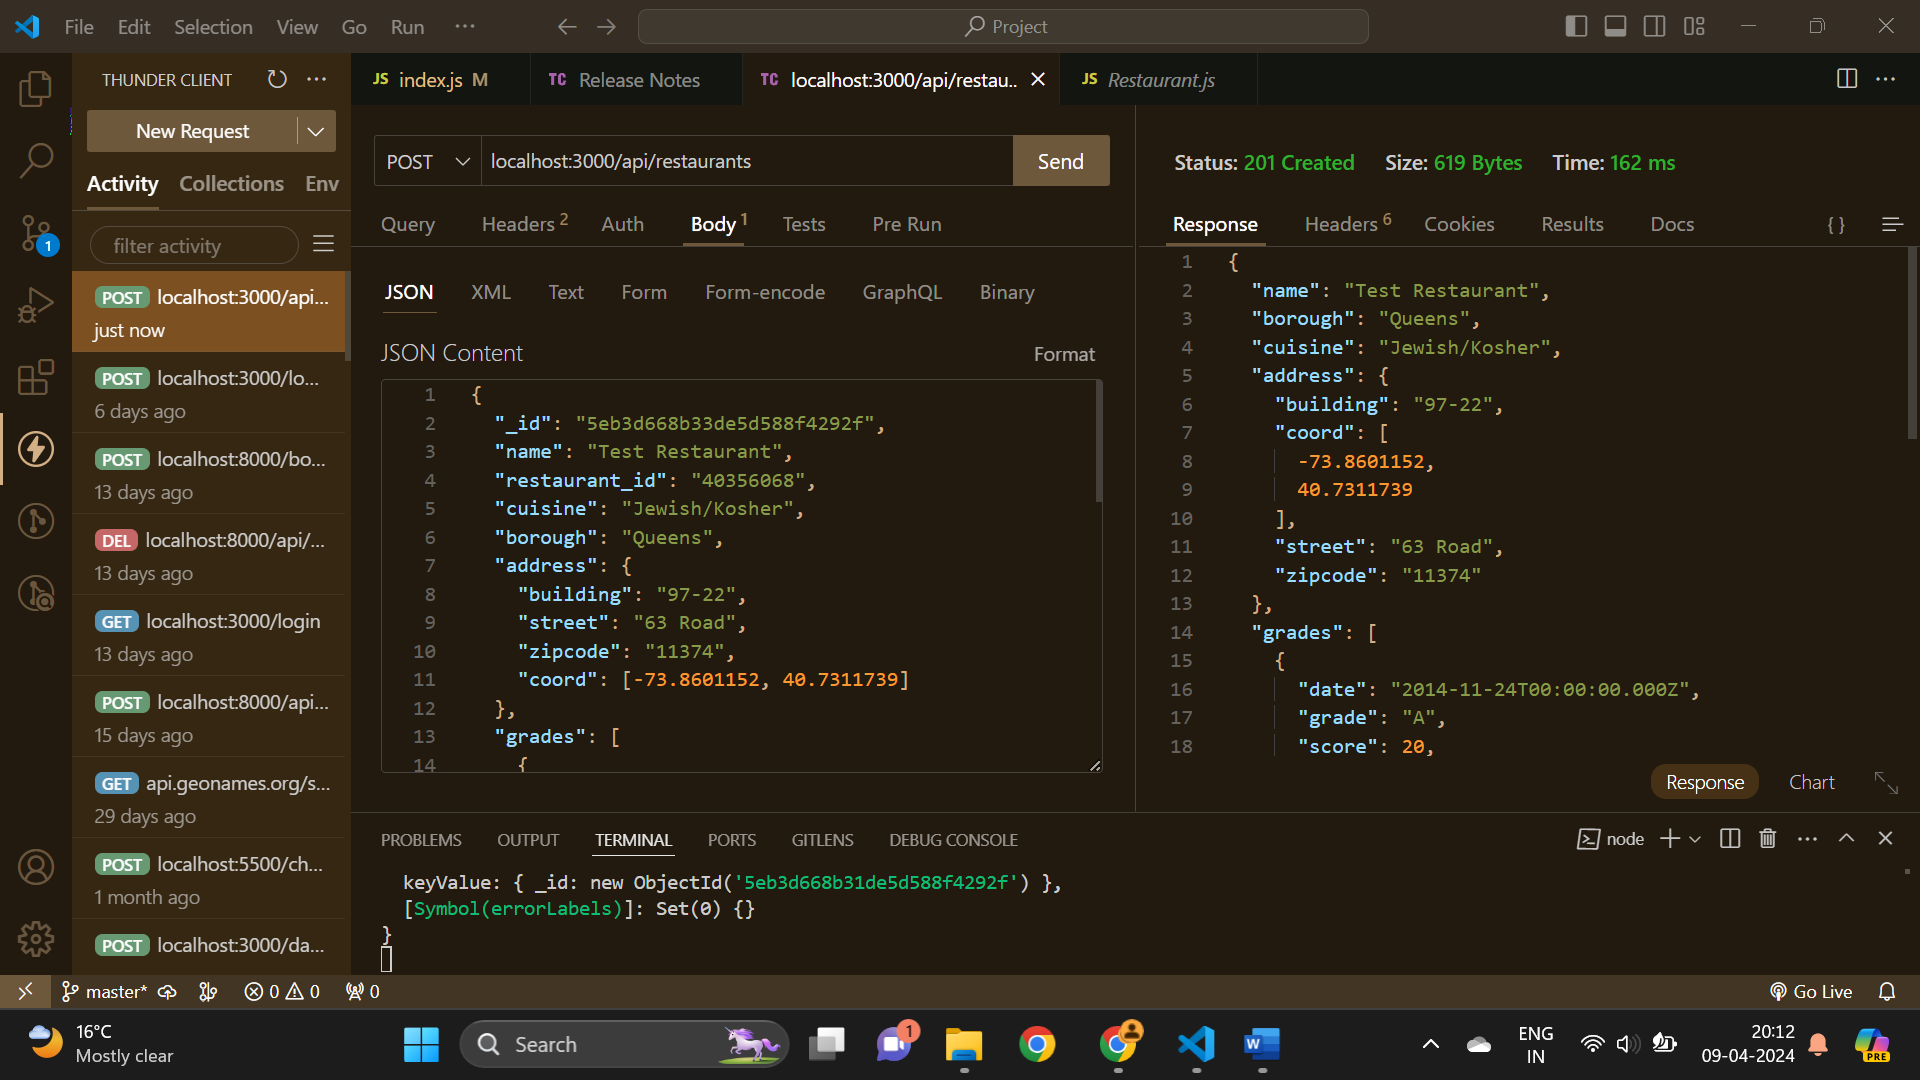 File Edit Selection View Go Run ···
Project
THUNDER CLIENT
New Request
Activity Collections Env
filter activity
POST localhost:3000/api...
just now
POST localhost:3000/lo...
6 days ago
POST localhost:8000/bo...
13 days ago
DEL localhost:8000/api/...
13 days ago
GET localhost:3000/login
13 days ago
POST localhost:8000/api...
15 days ago
GET api.geonames.org/s...
29 days ago
POST localhost:5500/ch...
1 month ago
POST localhost:3000/da...
JS index.js M
TC Release Notes
TC localhost:3000/api/restau..
JS Restaurant.js
POST localhost:3000/api/restaurants Send
Query Headers 2 Auth Body 1 Tests Pre Run
JSON XML Text Form Form-encode GraphQL Binary
JSON Content Format
1 {
2 "_id": "5eb3d668b33de5d588f4292f",
3 "name": "Test Restaurant",
4 "restaurant_id": "40356068",
5 "cuisine": "Jewish/Kosher",
6 "borough": "Queens",
7 "address": {
8 "building": "97-22",
9 "street": "63 Road",
10 "zipcode": "11374",
11 "coord": [-73.8601152, 40.7311739]
12 },
13 "grades": [
14 {
Status: 201 Created Size: 619 Bytes Time: 162 ms
Response Headers 6 Cookies Results Docs { }
1 {
2 "name": "Test Restaurant",
3 "borough": "Queens",
4 "cuisine": "Jewish/Kosher",
5 "address": {
6 "building": "97-22",
7 "coord": [
8 -73.8601152,
9 40.7311739
10 ],
11 "street": "63 Road",
12 "zipcode": "11374"
13 },
14 "grades": [
15 {
16 "date": "2014-11-24T00:00:00.000Z",
17 "grade": "A",
18 "score": 20,
Response Chart
PROBLEMS OUTPUT TERMINAL PORTS GITLENS DEBUG CONSOLE
node
keyValue: { _id: new ObjectId('5eb3d668b31de5d588f4292f') },
[Symbol(errorLabels)]: Set(0) {}
}
1
master* 0 0 0
Go Live
16°C
Mostly clear
Search
1
W
ENG
IN
20:12
09-04-2024
PRE